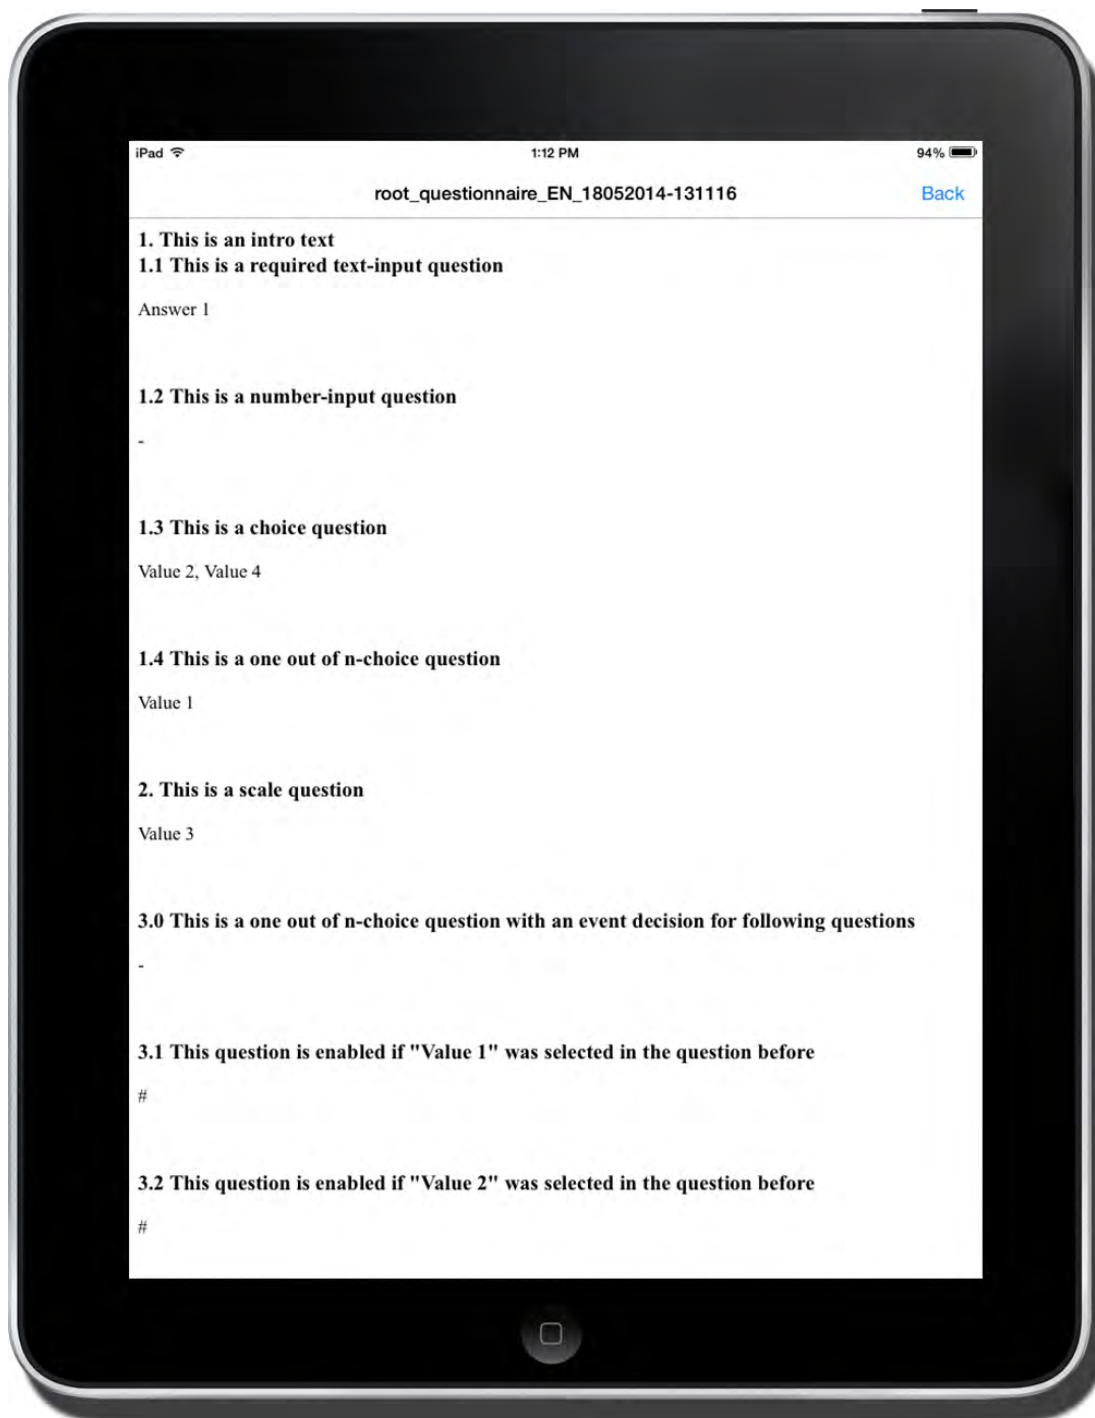 iPad 1:12 PM 94%
root_questionnaire_EN_18052014-131116 Back
1. This is an intro text
1.1 This is a required text-input question
Answer 1
1.2 This is a number-input question
-
1.3 This is a choice question
Value 2, Value 4
1.4 This is a one out of n-choice question
Value 1
2. This is a scale question
Value 3
3.0 This is a one out of n-choice question with an event decision for following questions
-
3.1 This question is enabled if "Value 1" was selected in the question before
#
3.2 This question is enabled if "Value 2" was selected in the question before
#